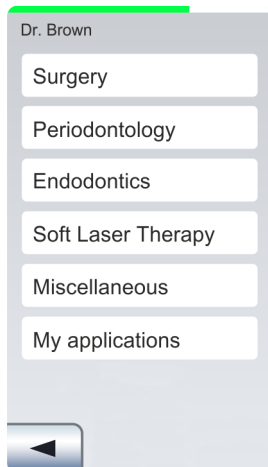 Dr. Brown
Surgery
Periodontology
Endodontics
Soft Laser Therapy
Miscellaneous
My applications